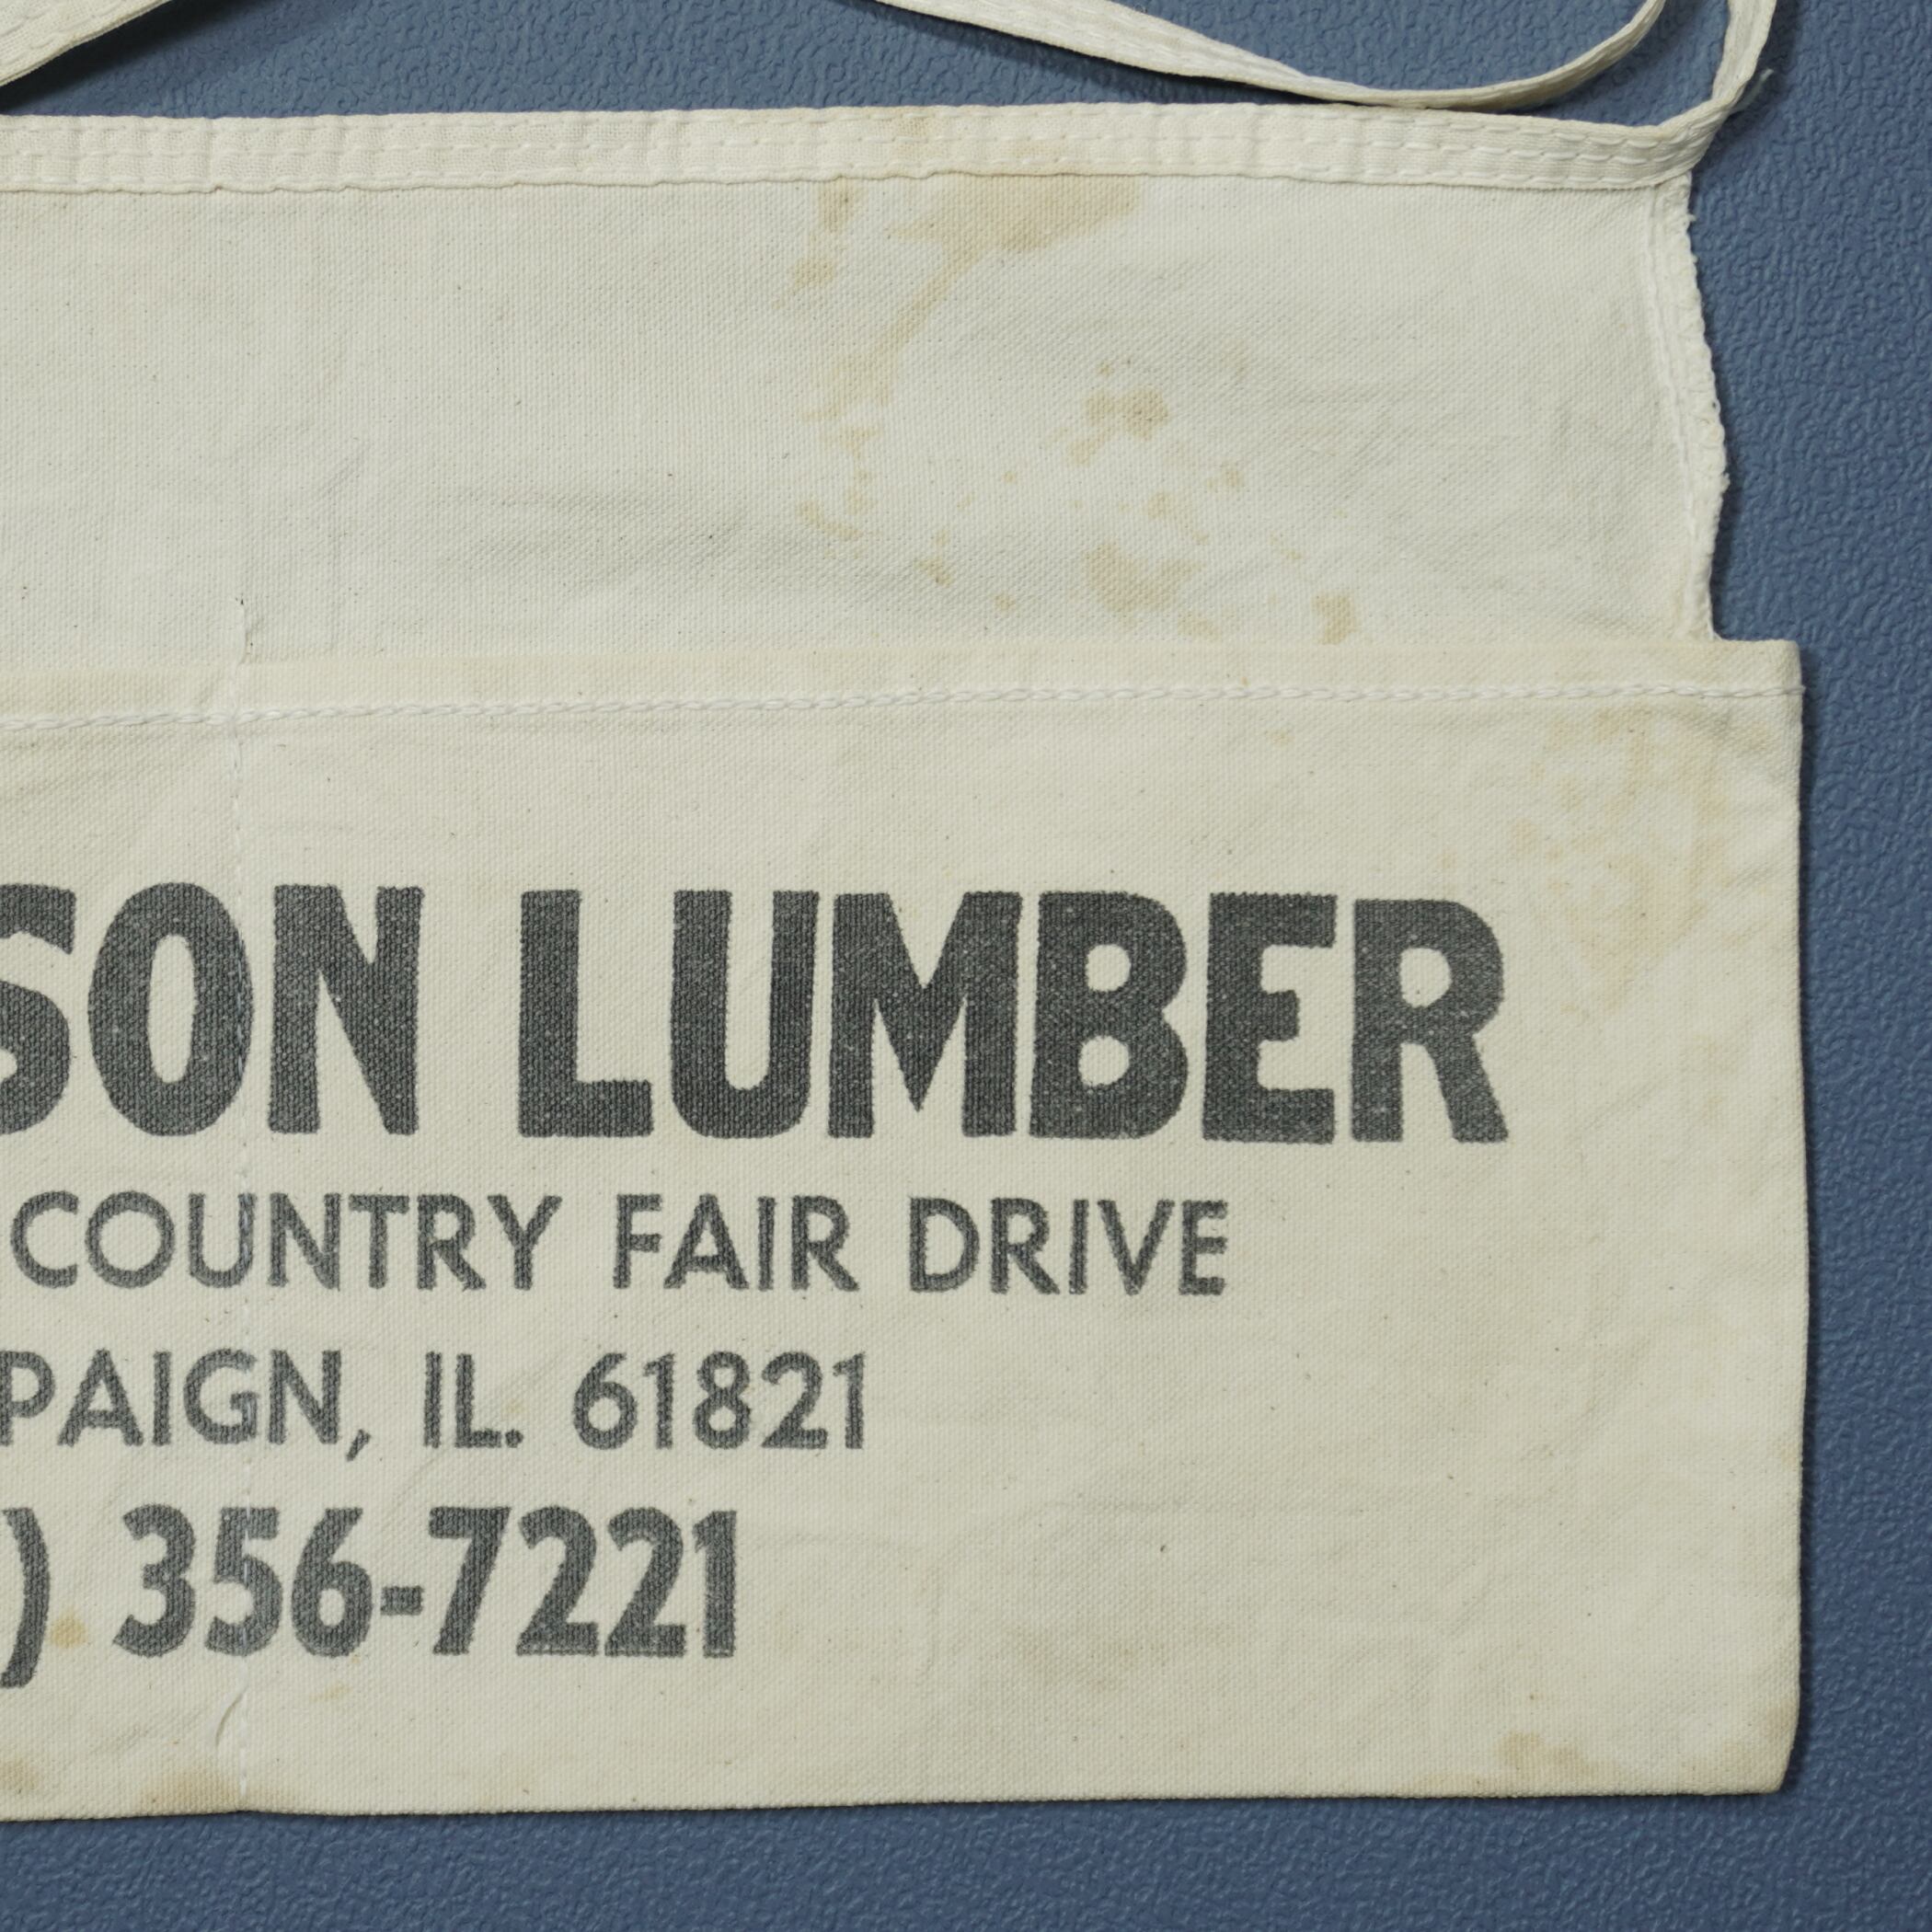 SON LUMBER
COUNTRY FAIR DRIVE
PAIGN, IL. 61821
) 356-7221